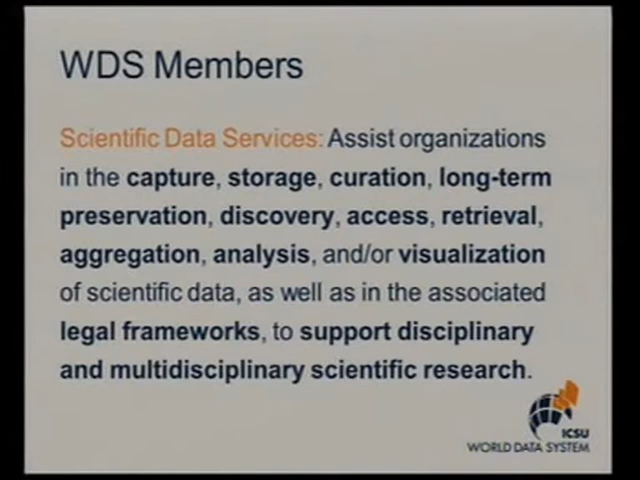 WDS Members
Scientific Data Services: Assist organizations
in the capture, storage, curation, long-term
preservation, discovery, access, retrieval,
aggregation, analysis, and/or visualization
of scientific data, as well as in the associated
legal frameworks, to support disciplinary
and multidisciplinary scientific research.
ICSU
WORLD DATA SYSTEM